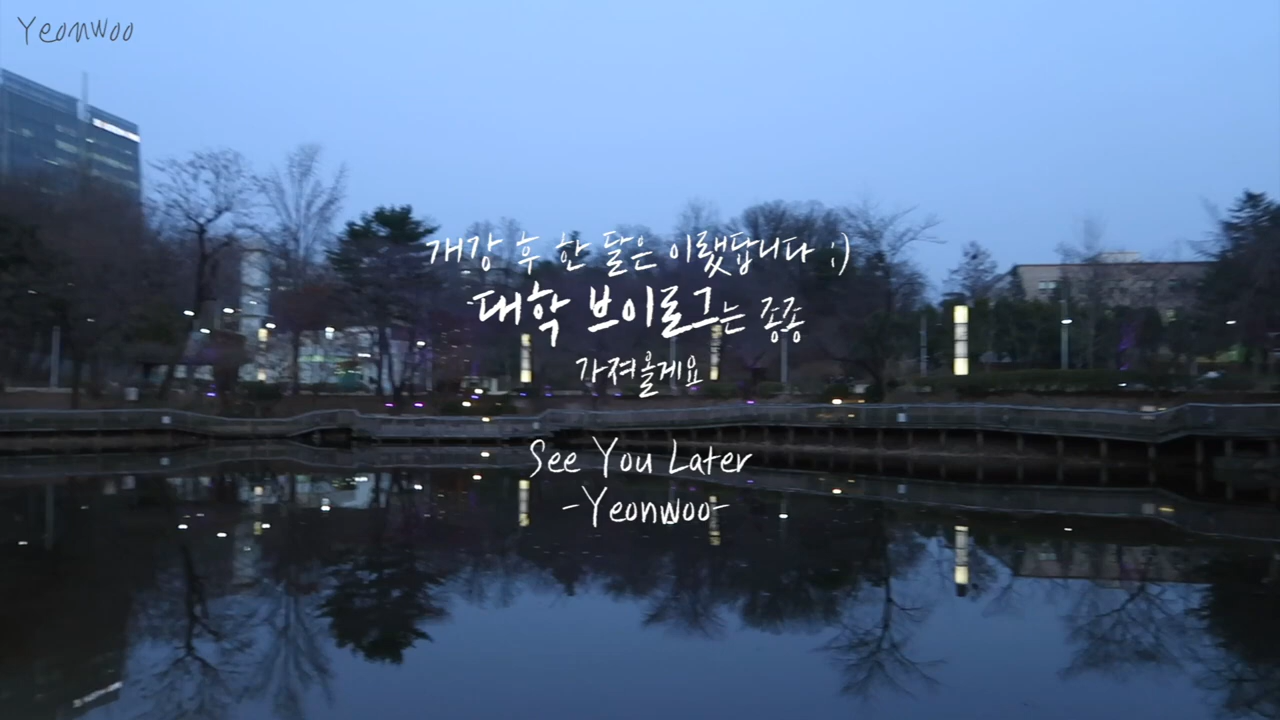 Yeonwoo
개강 후 한 달은 이랬답니다 :)
대학 브이로그는 종종
가져올게요
See You Later
-Yeonwoo-